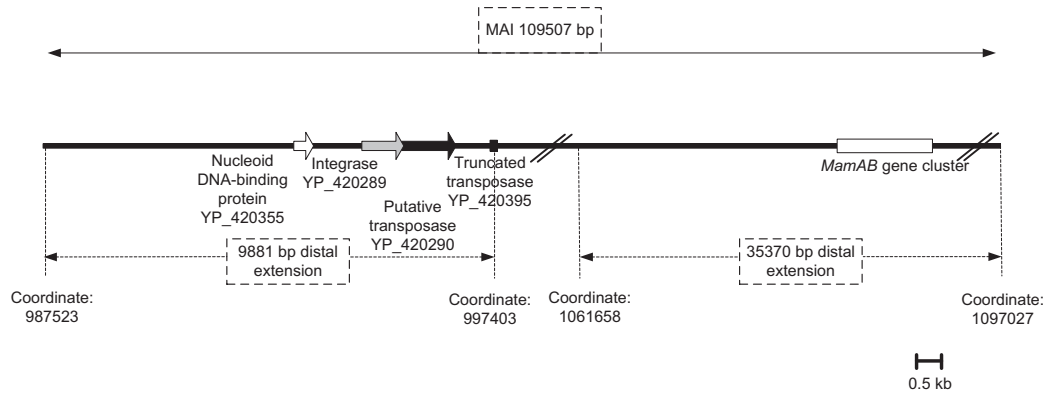 MAI 109507 bp
Nucleoid
DNA-binding
protein
YP_420355
Integrase
YP_420289
Putative
transposase
YP_420290
Truncated
transposase
YP_420395
MamAB gene cluster
9881 bp distal
extension
35370 bp distal
extension
Coordinate:
987523
Coordinate:
997403
Coordinate:
1061658
Coordinate:
1097027
0.5 kb